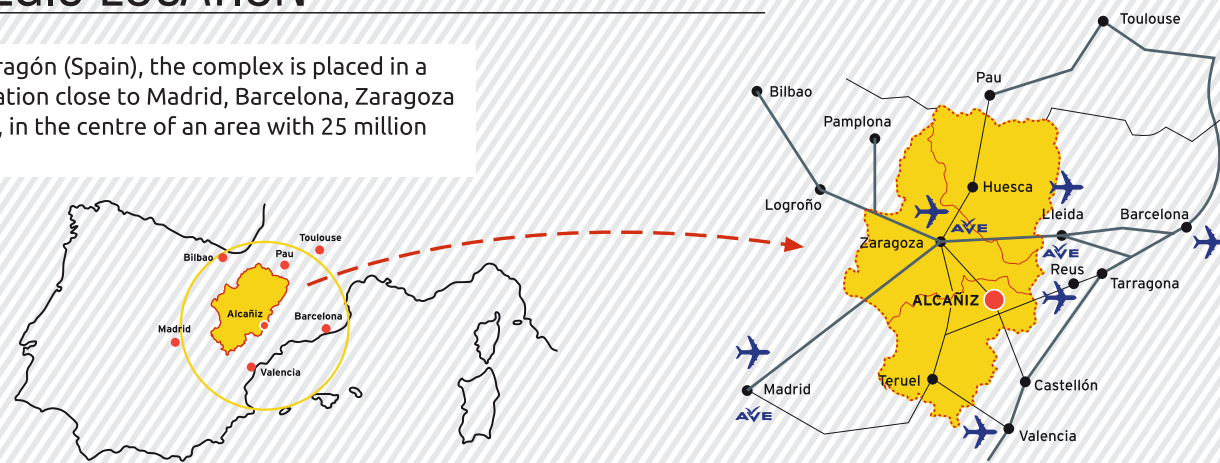 LOCATION
ragón (Spain), the complex is placed in a
ation close to Madrid, Barcelona, Zaragoza
, in the centre of an area with 25 million
Toulouse
Bilbao
Pau
Alcañiz
Madrid
Barcelona
Valencia
Toulouse
Pau
Bilbao
Pamplona
Huesca
Logroño
Lleida
Barcelona
AVE
Zaragoza
AVE
Reus
Tarragona
ALCAÑIZ
Teruel
Castellón
Madrid
AVE
Valencia